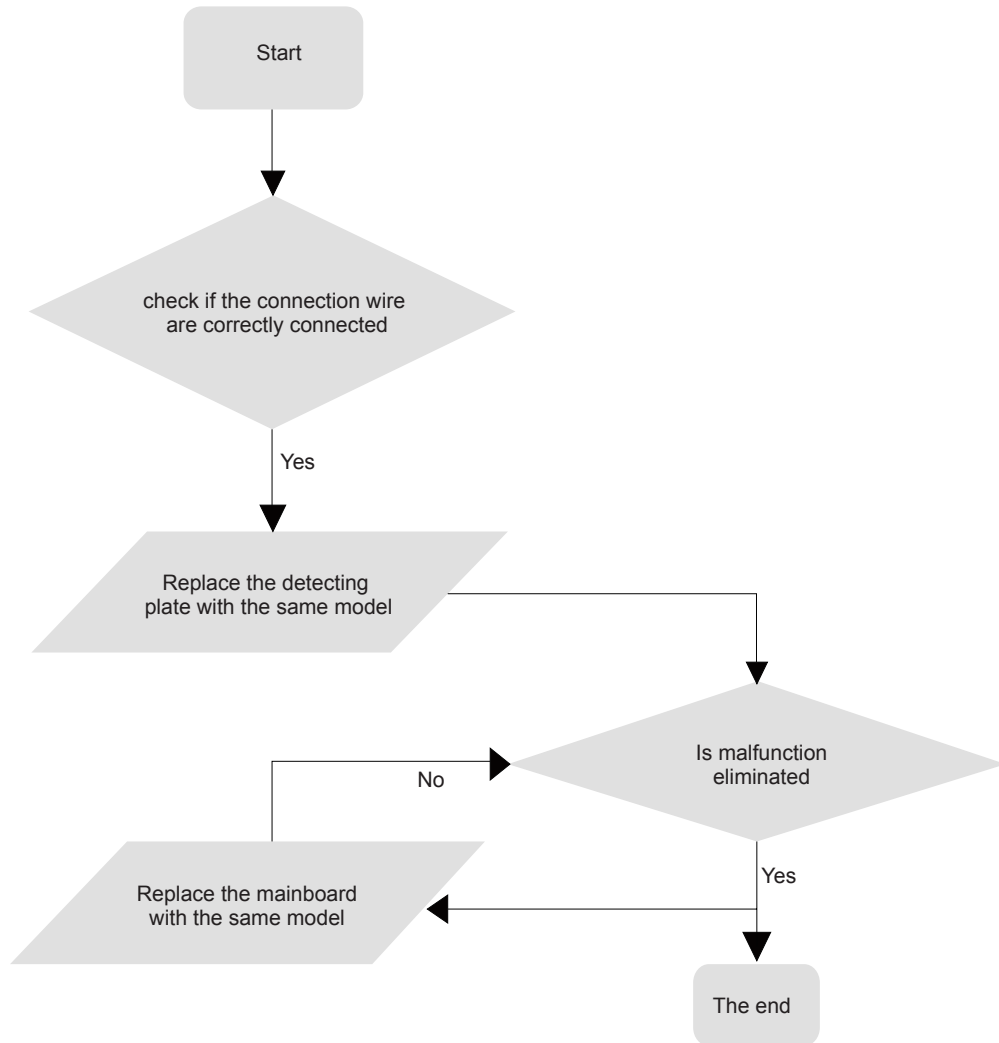 Start
check if the connection wire
are correctly connected
Yes
Replace the detecting
plate with the same model
Is malfunction
eliminated
No
Yes
Replace the mainboard
with the same model
The end